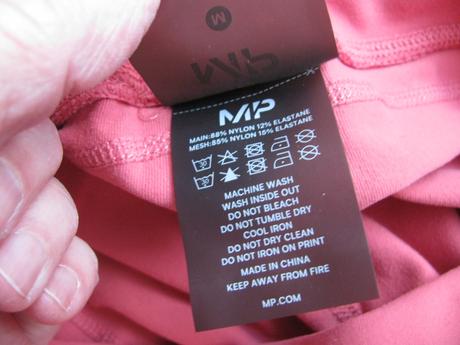 M
MP
MP
MAIN: 88% NYLON 12% ELASTANE
MESH: 85% NYLON 15% ELASTANE
30
30
MACHINE WASH
WASH INSIDE OUT
DO NOT BLEACH
DO NOT TUMBLE DRY
COOL IRON
DO NOT DRY CLEAN
DO NOT IRON ON PRINT
MADE IN CHINA
KEEP AWAY FROM FIRE
MP.COM